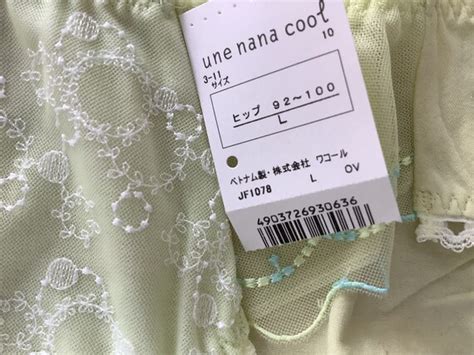 une nana cool
10
3-11
サイズ
ヒップ 92～100
L
ベトナム製・株式会社 ワコール
JF1078 L OV
4903726930636